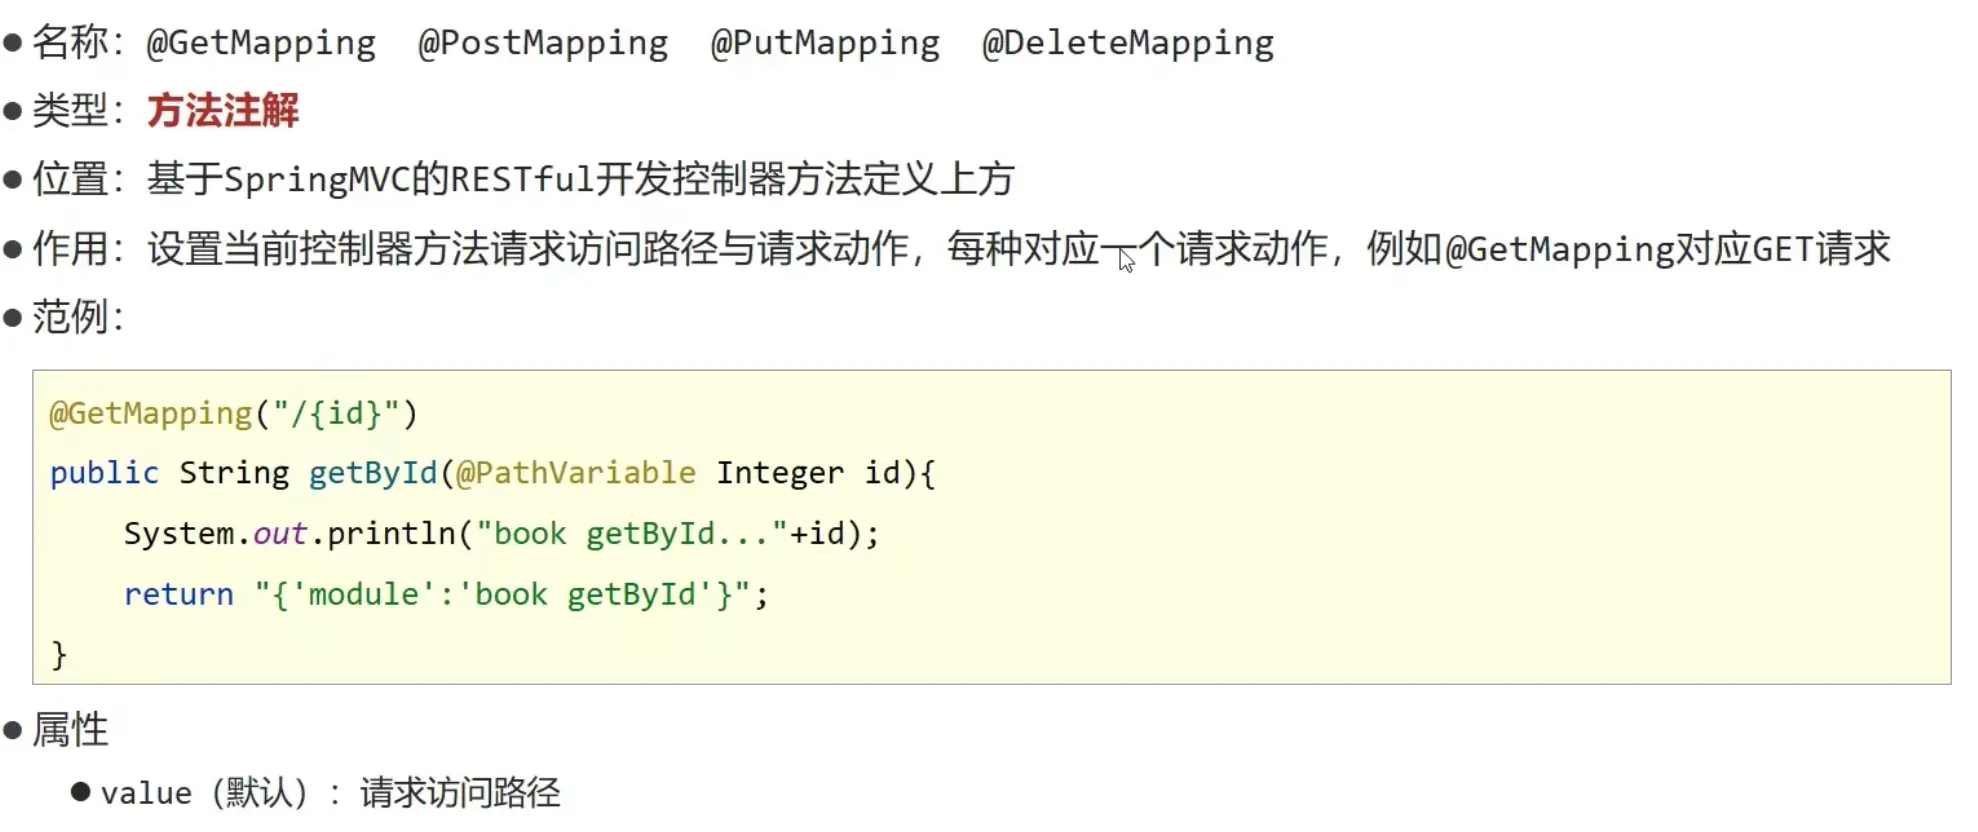 ● 名称：@GetMapping @PostMapping @PutMapping @DeleteMapping
● 类型：方法注解
● 位置：基于SpringMVC的RESTful开发控制器方法定义上方
● 作用：设置当前控制器方法请求访问路径与请求动作，每种对应一个请求动作，例如@GetMapping对应GET请求
● 范例：
@GetMapping("/{id}")
public String getById(@PathVariable Integer id){
    System.out.println("book getById..."+id);
    return "{'module':'book getById'}";
}
● 属性
● value（默认）：请求访问路径